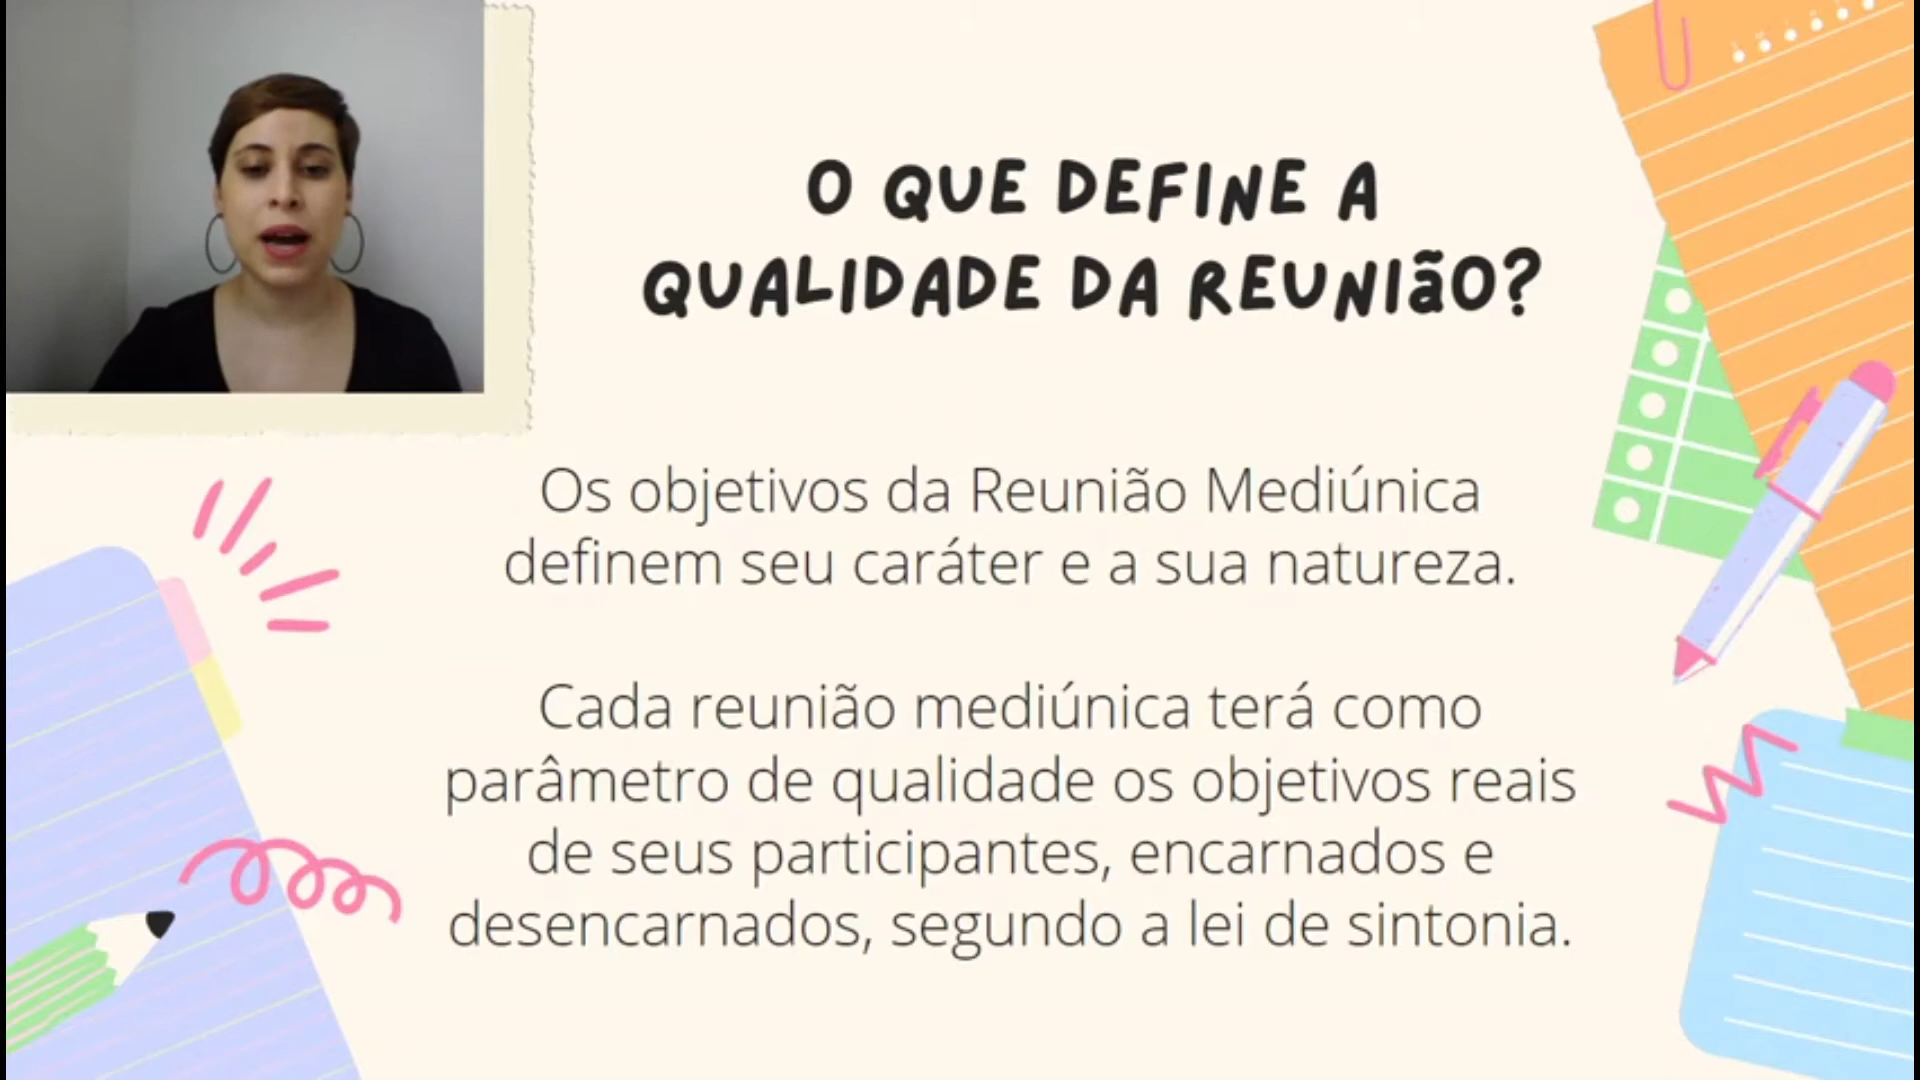 O QUE DEFINE A
QUALIDADE DA REUNIÃO?
Os objetivos da Reunião Mediúnica
definem seu caráter e a sua natureza.
Cada reunião mediúnica terá como
parâmetro de qualidade os objetivos reais
de seus participantes, encarnados e
desencarnados, segundo a lei de sintonia.